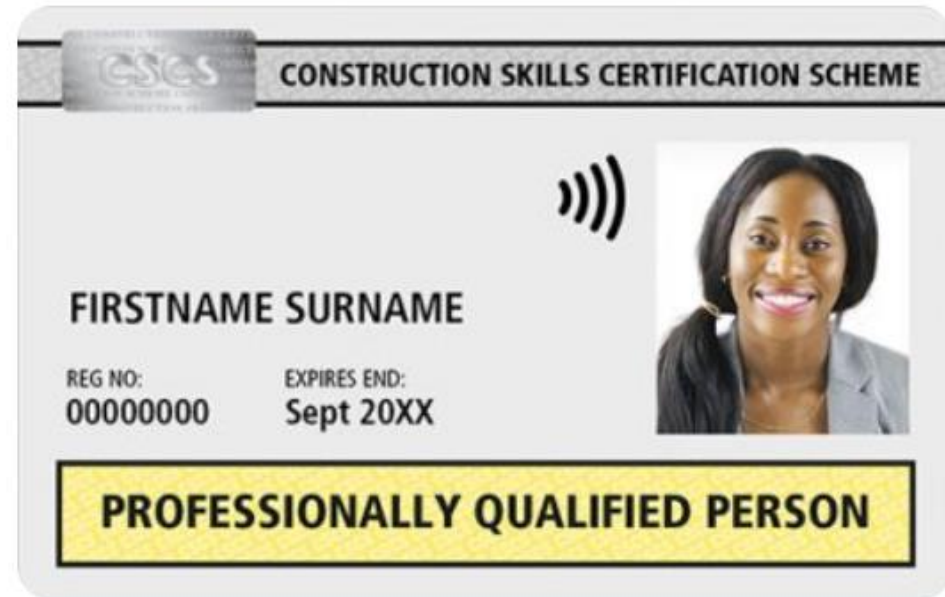 CSCS
CONSTRUCTION SKILLS CERTIFICATION SCHEME
FIRSTNAME SURNAME
REG NO:
00000000
EXPIRES END:
Sept 20XX
PROFESSIONALLY QUALIFIED PERSON